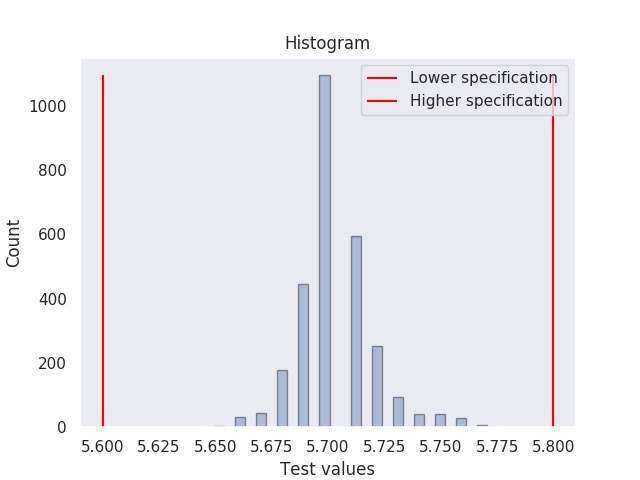 Histogram
Lower specification
Higher specification
Count
1000
800
600
400
200
0
5.600 5.625 5.650 5.675 5.700 5.725 5.750 5.775 5.800
Test values